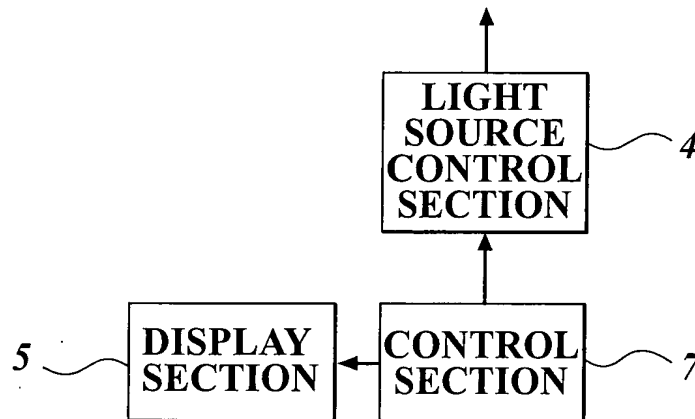 LIGHT
SOURCE
CONTROL
SECTION
4
5
DISPLAY
SECTION
CONTROL
SECTION
7